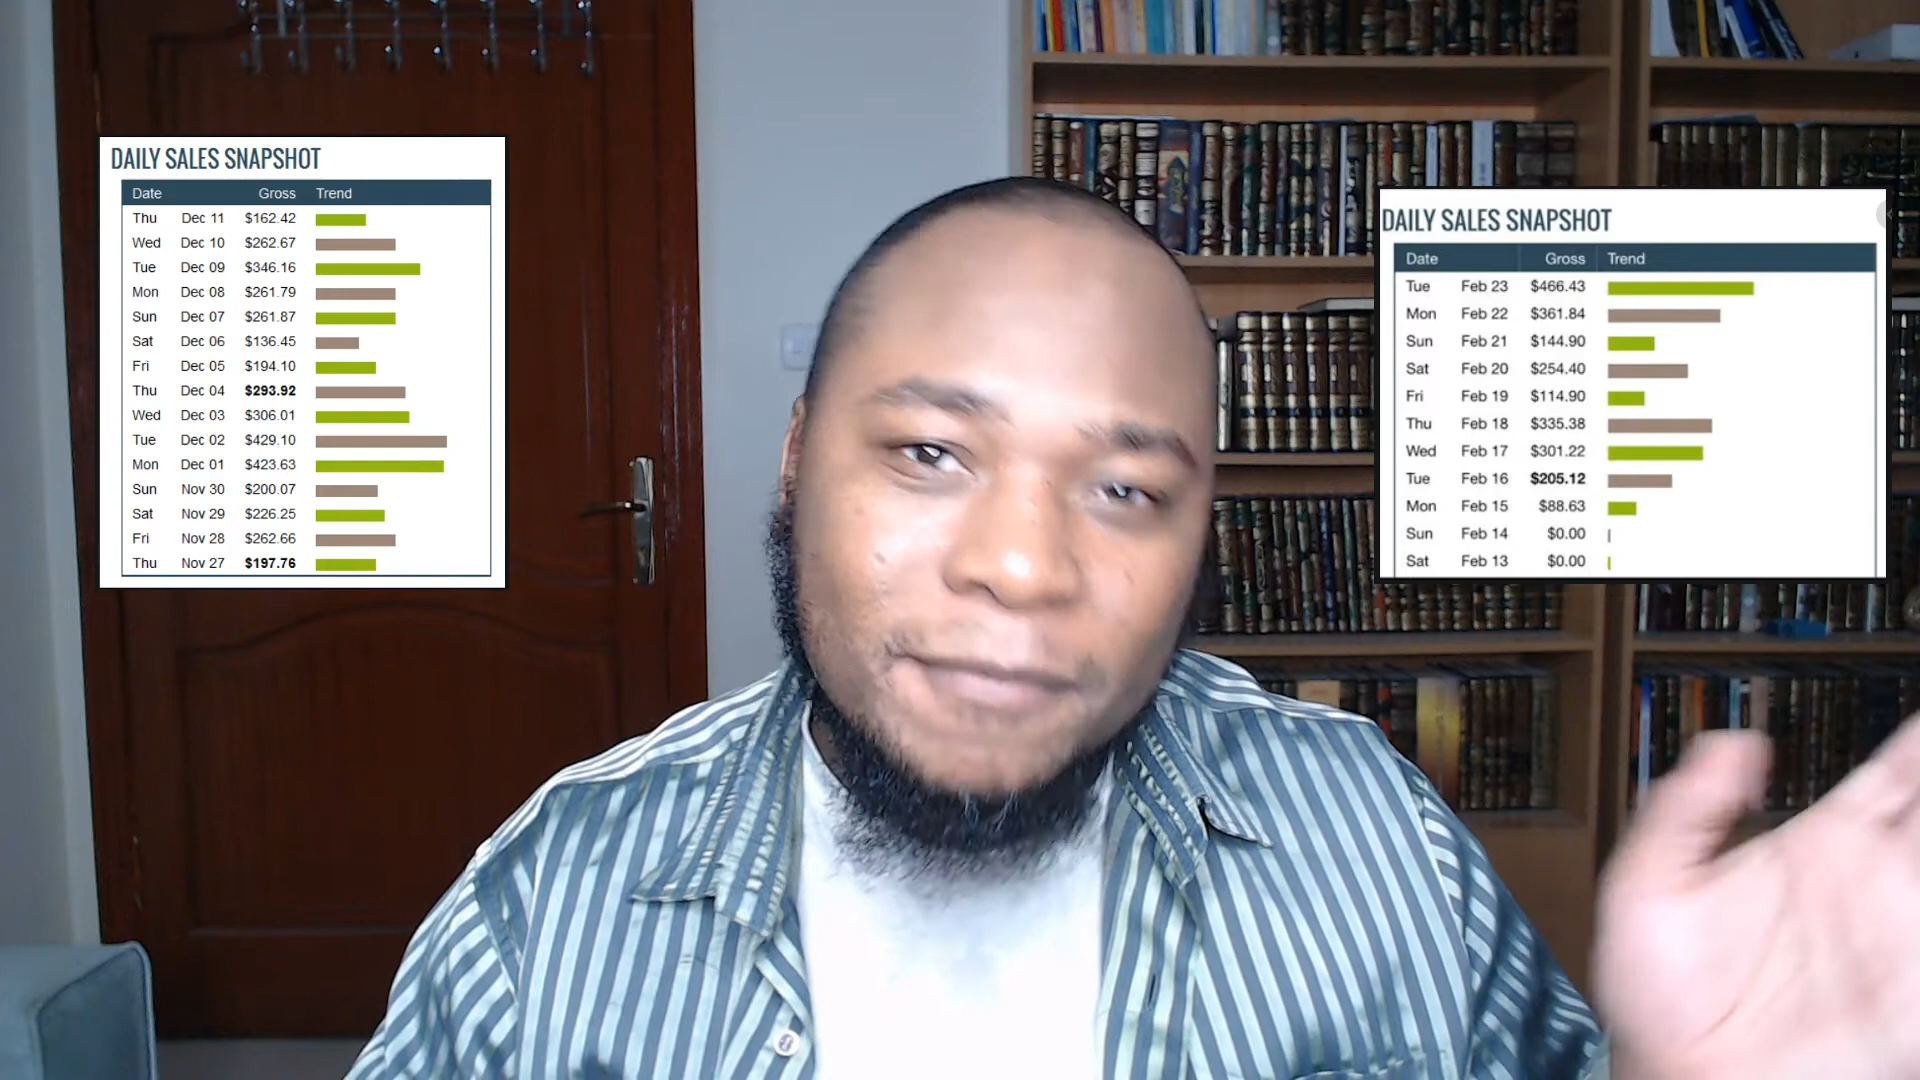 DAILY SALES SNAPSHOT
Date Gross Trend
Thu Dec 11 $162.42
Wed Dec 10 $262.67
Tue Dec 09 $346.16
Mon Dec 08 $261.79
Sun Dec 07 $261.87
Sat Dec 06 $136.45
Fri Dec 05 $194.10
Thu Dec 04 $293.92
Wed Dec 03 $306.01
Tue Dec 02 $429.10
Mon Dec 01 $423.63
Sun Nov 30 $200.07
Sat Nov 29 $226.25
Fri Nov 28 $262.66
Thu Nov 27 $197.76
DAILY SALES SNAPSHOT
Date Gross Trend
Tue Feb 23 $466.43
Mon Feb 22 $361.84
Sun Feb 21 $144.90
Sat Feb 20 $254.40
Fri Feb 19 $114.90
Thu Feb 18 $335.38
Wed Feb 17 $301.22
Tue Feb 16 $205.12
Mon Feb 15 $88.63
Sun Feb 14 $0.00
Sat Feb 13 $0.00